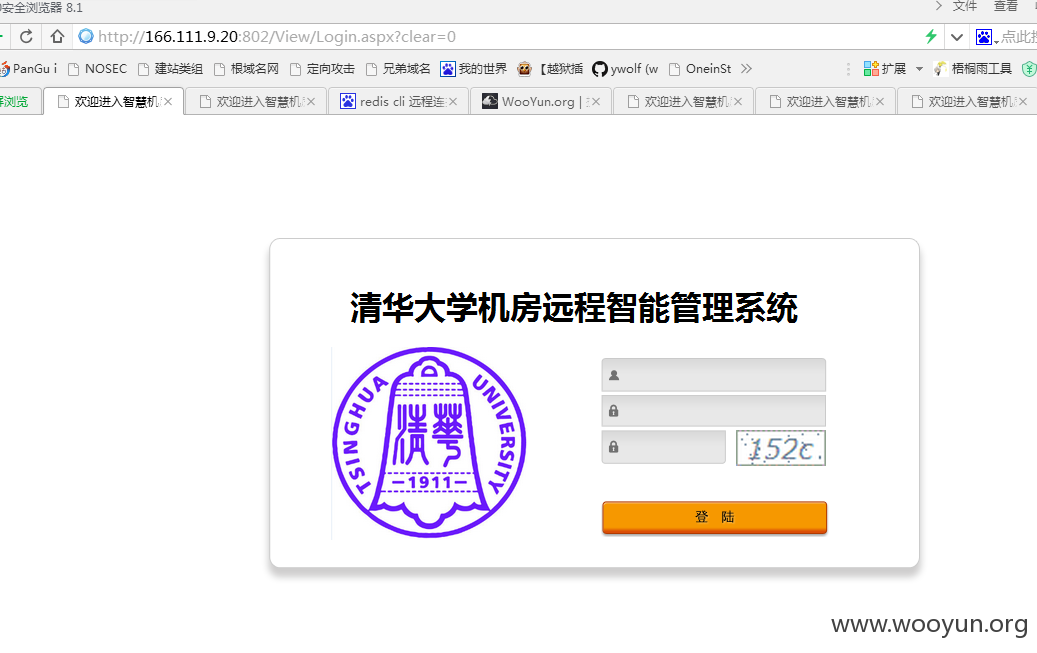 安全浏览器 8.1
文件 查看
http://166.111.9.20:802/View/Login.aspx?clear=0
点此
PanGu i NOSEC 建站类组 根域名网 定向攻击 兄弟域名 我的世界 【越狱插 ywolf (w OneinSt 扩展 梧桐雨工具
浏览 欢迎进入智慧机 欢迎进入智慧机 redis cli 远程连 WooYun.org | 欢迎进入智慧机 欢迎进入智慧机 欢迎进入智慧机
清华大学机房远程智能管理系统
TSINGHUA UNIVERSITY
清華
–1911–
152c
登 陆
www.wooyun.org